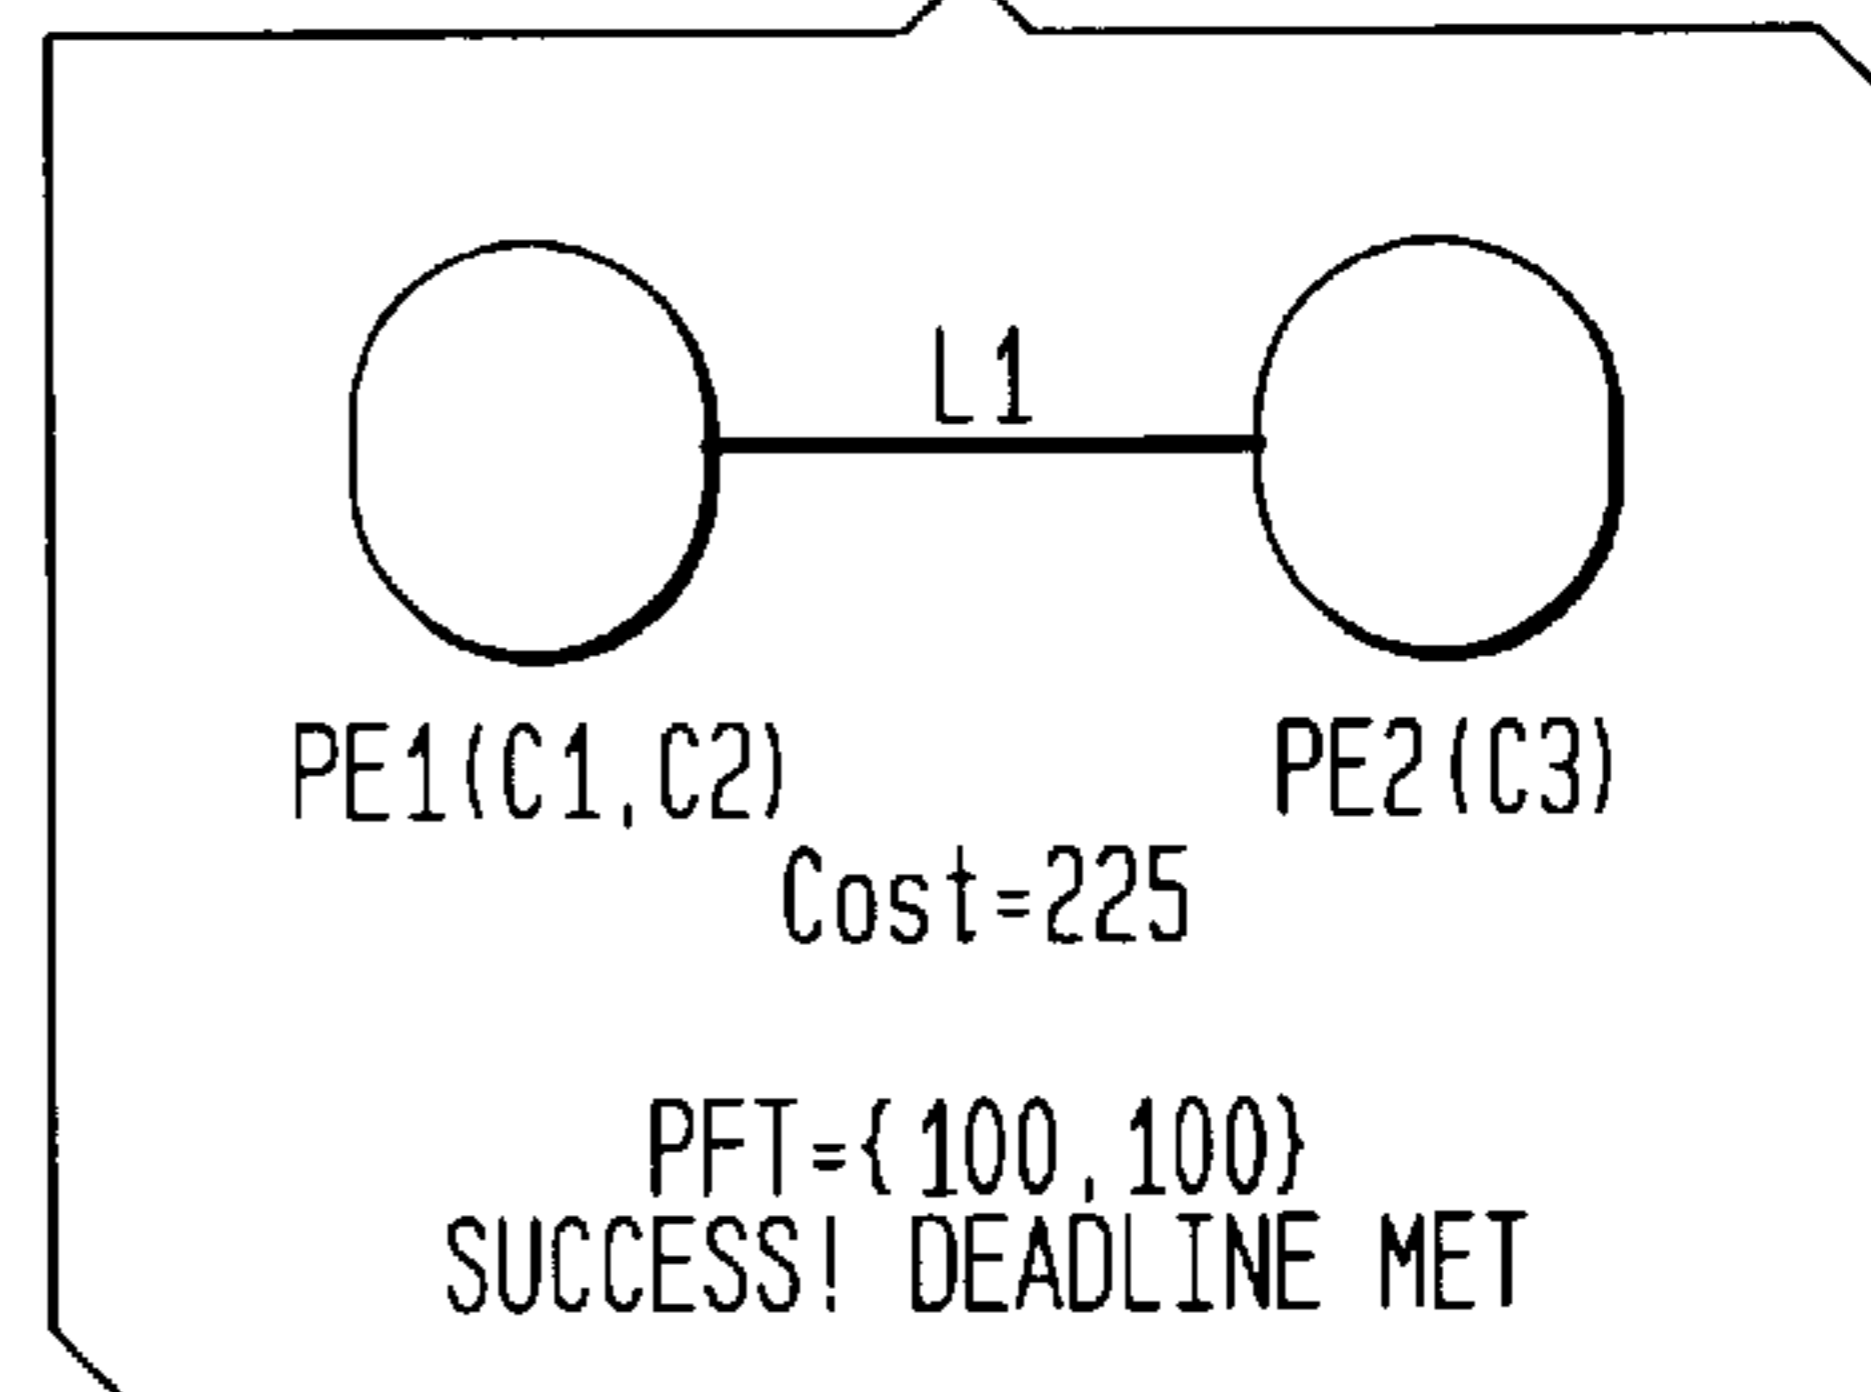 L1
PE1(C1,C2) PE2(C3)
Cost=225
PFT={100,100}
SUCCESS! DEADLINE MET